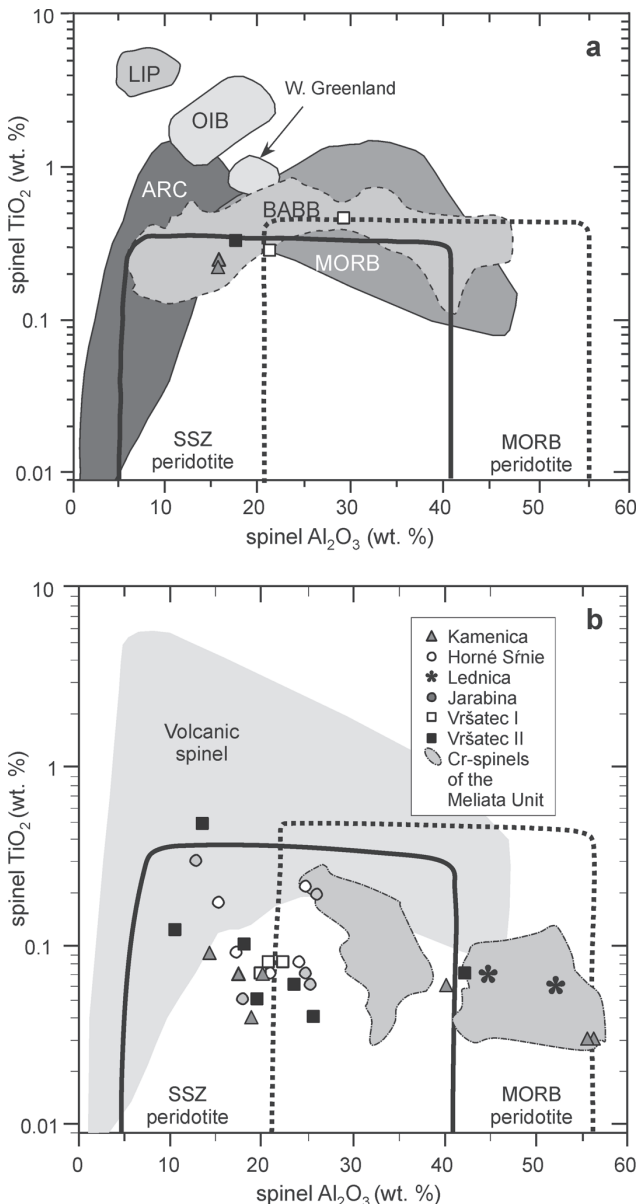 10
a
LIP
OIB
W. Greenland
1
ARC
BABB
MORB
0.1
SSZ
peridotite
MORB
peridotite
0.01
0 10 20 30 40 50 60
spinel TiO2 (wt. %)
spinel Al2O3 (wt. %)
10
b
Kamenica
Horné Sŕnie
Lednica
Jarabina
Vršatec I
Vršatec II
Cr-spinels
of the
Meliata Unit
Volcanic
spinel
1
0.1
SSZ
peridotite
MORB
peridotite
0.01
0 10 20 30 40 50 60
spinel TiO2 (wt. %)
spinel Al2O3 (wt. %)